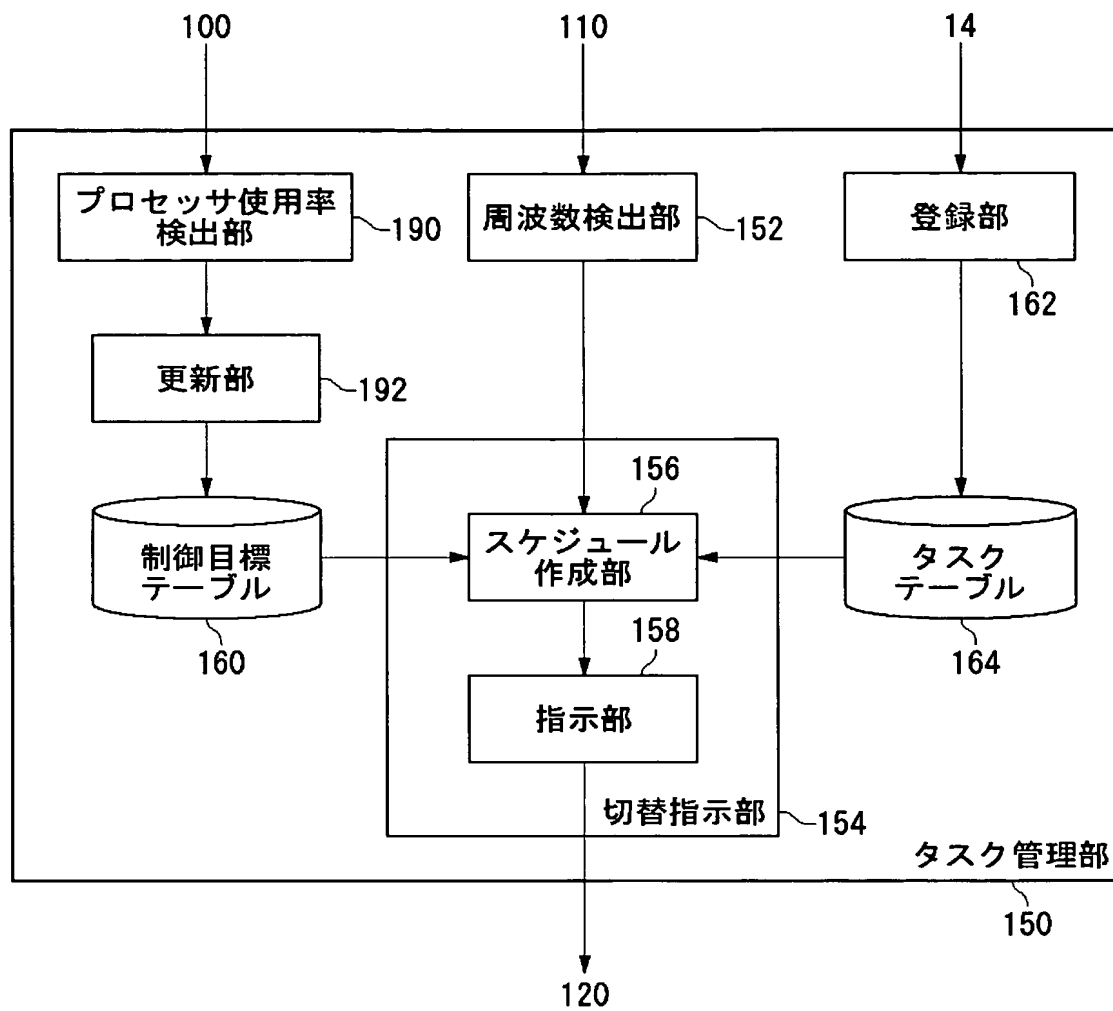 100
110
14
プロセッサ使用率
検出部
190
周波数検出部
152
登録部
162
更新部
192
156
制御目標
テーブル
160
スケジュール
作成部
タスク
テーブル
164
158
指示部
切替指示部
154
タスク管理部
150
120